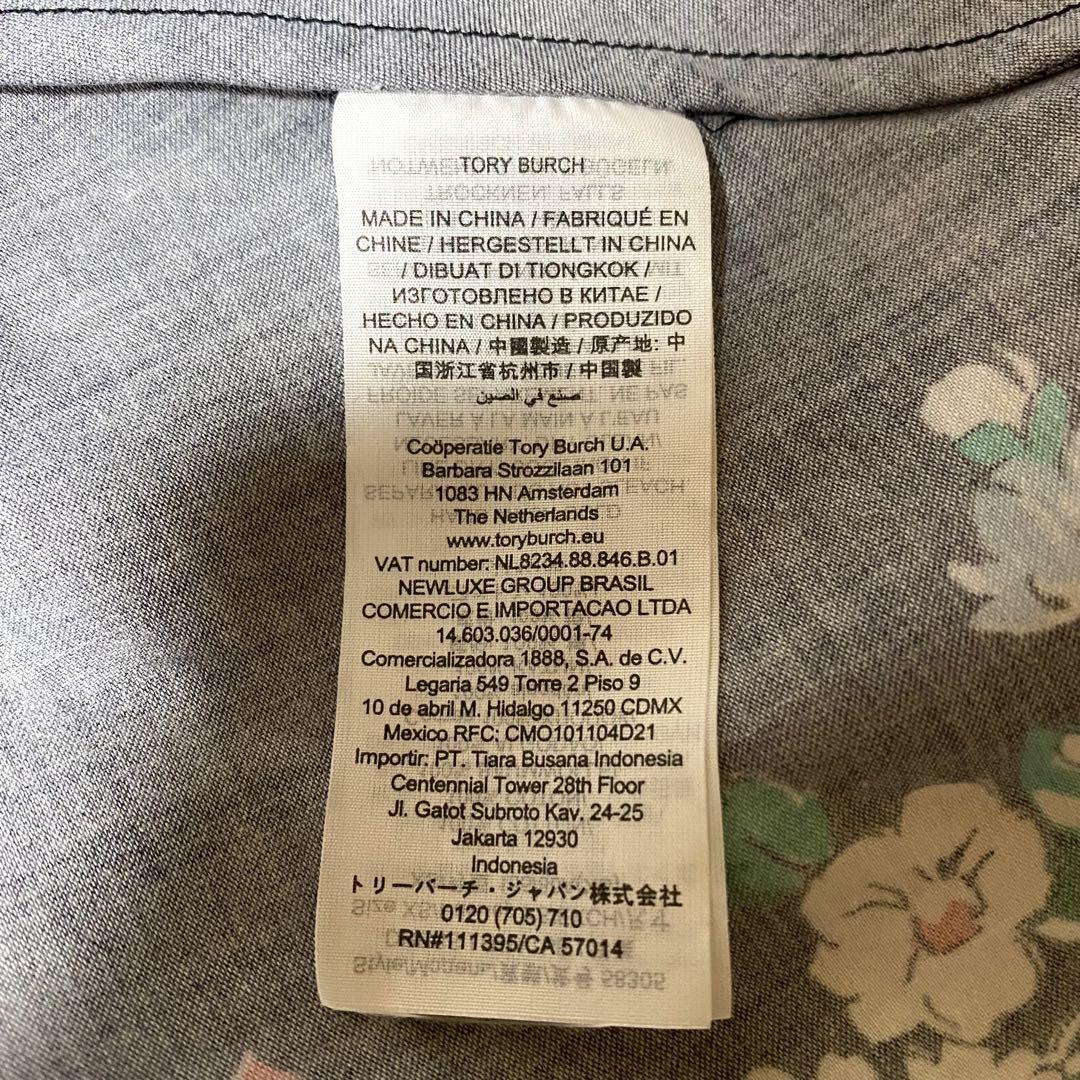 TORY BURCH
MADE IN CHINA / FABRIQUÉ EN
CHINE / HERGESTELLT IN CHINA
/ DIBUAT DI TIONGKOK /
ИЗГОТОВЛЕНО В КИТАЕ /
HECHO EN CHINA / PRODUZIDO
NA CHINA / 中國製造 / 原产地: 中
国浙江省杭州市 / 中国製
صنع في الصين
Coöperatie Tory Burch U.A.
Barbara Strozzilaan 101
1083 HN Amsterdam
The Netherlands
www.toryburch.eu
VAT number: NL8234.88.846.B.01
NEWLUXE GROUP BRASIL
COMERCIO E IMPORTACAO LTDA
14.603.036/0001-74
Comercializadora 1888, S.A. de C.V.
Legaria 549 Torre 2 Piso 9
10 de abril M. Hidalgo 11250 CDMX
Mexico RFC: CMO101104D21
Importir: PT. Tiara Busana Indonesia
Centennial Tower 28th Floor
Jl. Gatot Subroto Kav. 24-25
Jakarta 12930
Indonesia
トリーバーチ・ジャパン株式会社
0120 (705) 710
RN#111395/CA 57014